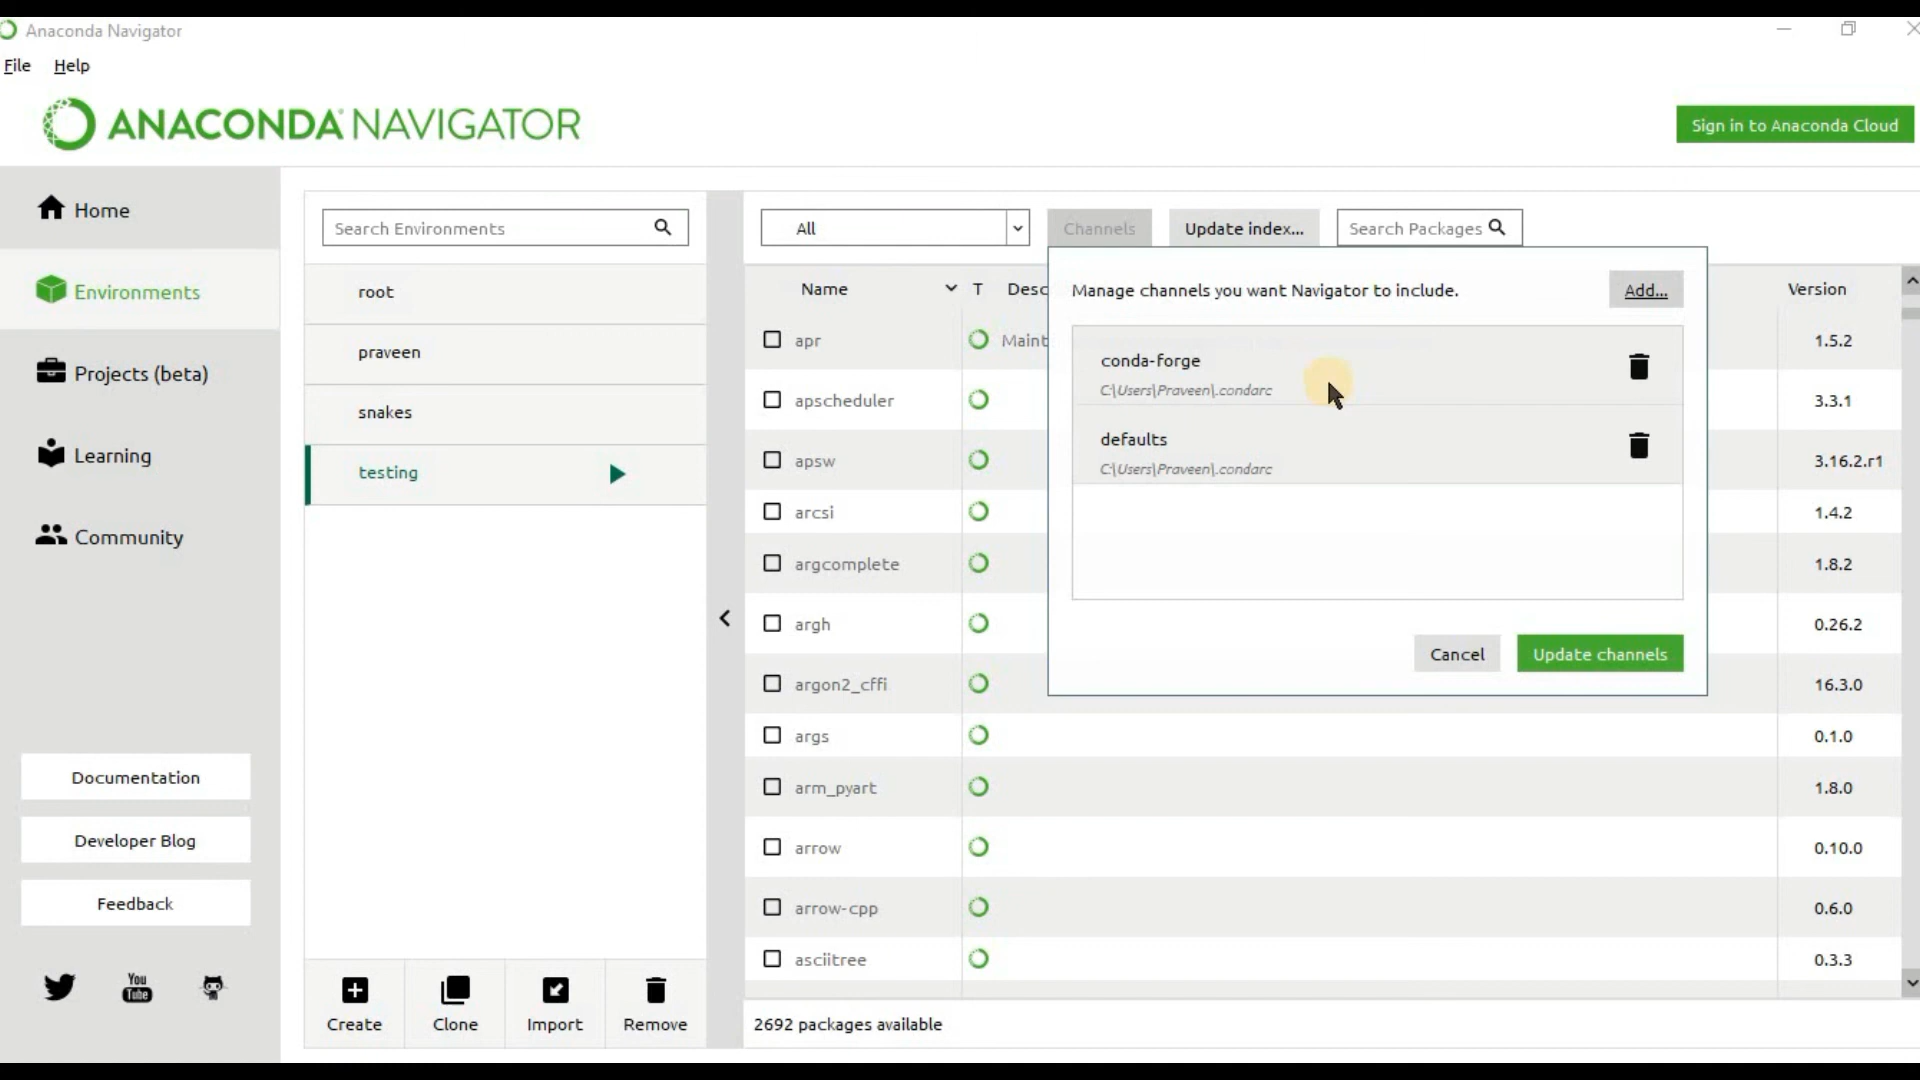 Anaconda Navigator
File Help
ANACONDA NAVIGATOR
Sign in to Anaconda Cloud
Home
Environments
Projects (beta)
Learning
Community
Documentation
Developer Blog
Feedback
You
Tube
Search Environments
root
praveen
snakes
testing
Create Clone Import Remove
All Channels Update index... Search Packages
Name T Desc Version
apr Maint 1.5.2
apscheduler 3.3.1
apsw 3.16.2.r1
arcsi 1.4.2
argcomplete 1.8.2
argh 0.26.2
argon2_cffi 16.3.0
args 0.1.0
arm_pyart 1.8.0
arrow 0.10.0
arrow-cpp 0.6.0
asciitree 0.3.3
2692 packages available
Manage channels you want Navigator to include. Add...
conda-forge
C:\Users\Praveen\.condarc
defaults
C:\Users\Praveen\.condarc
Cancel Update channels